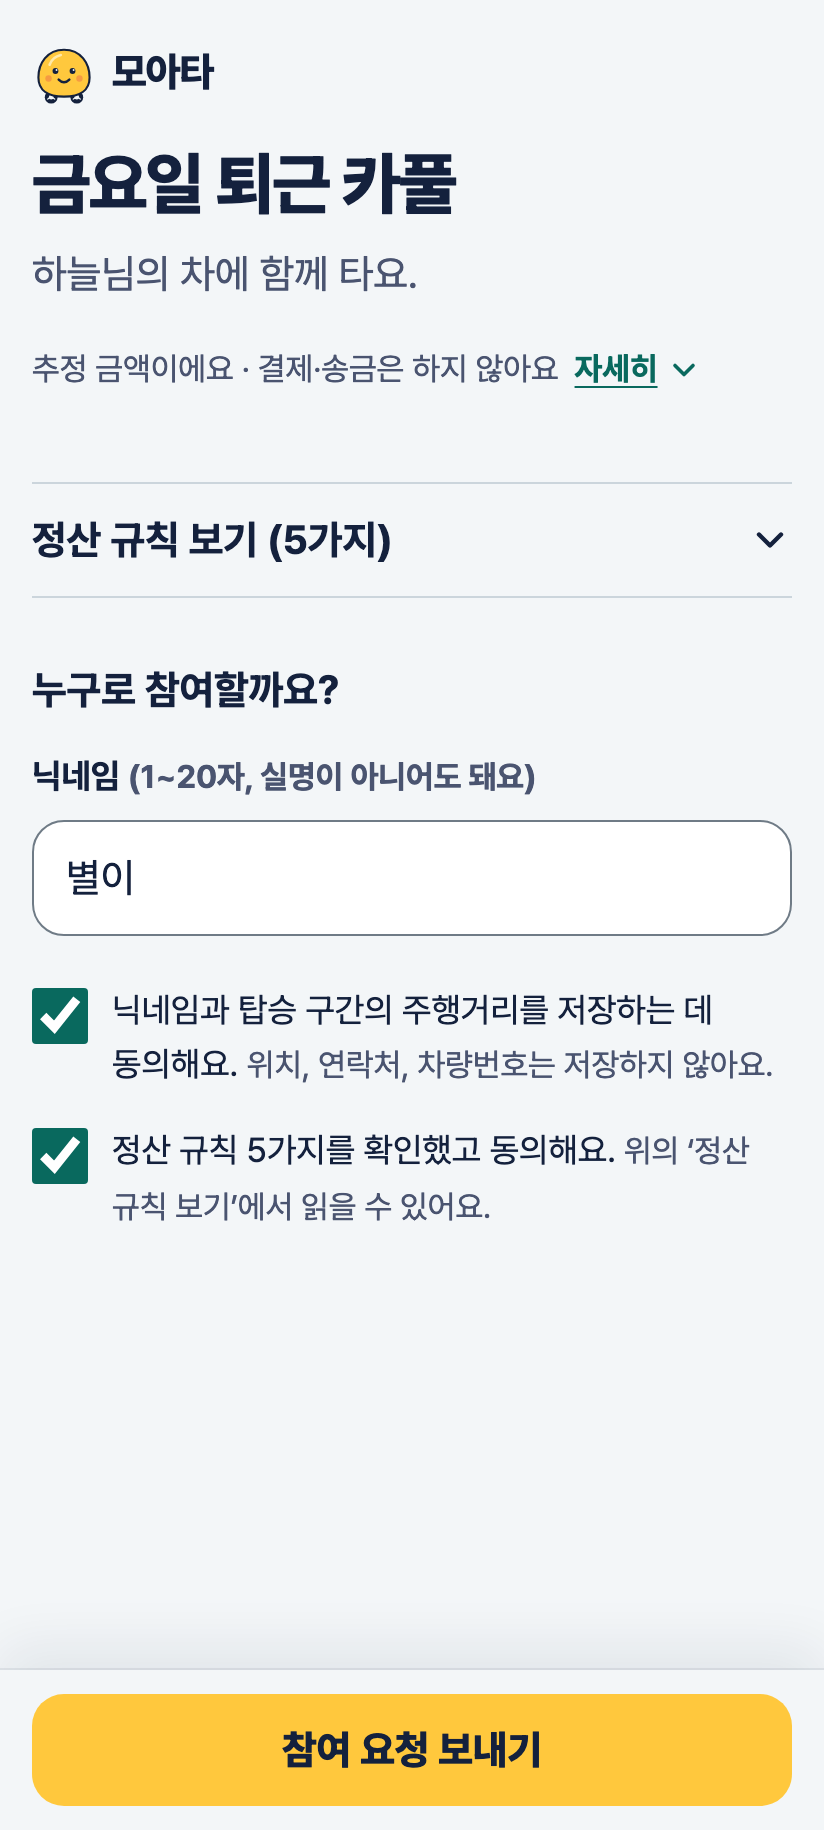 모아타
금요일 퇴근 카풀
하늘님의 차에 함께 타요.
추정 금액이에요 · 결제·송금은 하지 않아요 자세히
정산 규칙 보기 (5가지)
누구로 참여할까요?
닉네임 (1~20자, 실명이 아니어도 돼요)
별이
닉네임과 탑승 구간의 주행거리를 저장하는 데
동의해요. 위치, 연락처, 차량번호는 저장하지 않아요.
정산 규칙 5가지를 확인했고 동의해요. 위의 ‘정산
규칙 보기’에서 읽을 수 있어요.
참여 요청 보내기